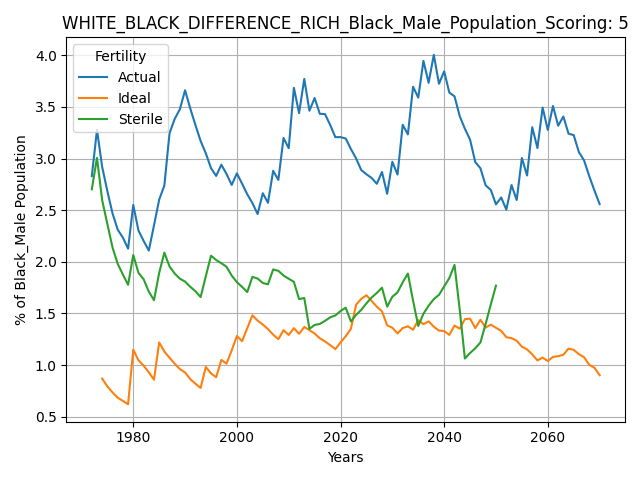 WHITE_BLACK_DIFFERENCE_RICH_Black_Male_Population_Scoring: 5
Fertility
Actual
Ideal
Sterile
% of Black_Male Population
4.0
3.5
3.0
2.5
2.0
1.5
1.0
0.5
1980 2000 2020 2040 2060
Years